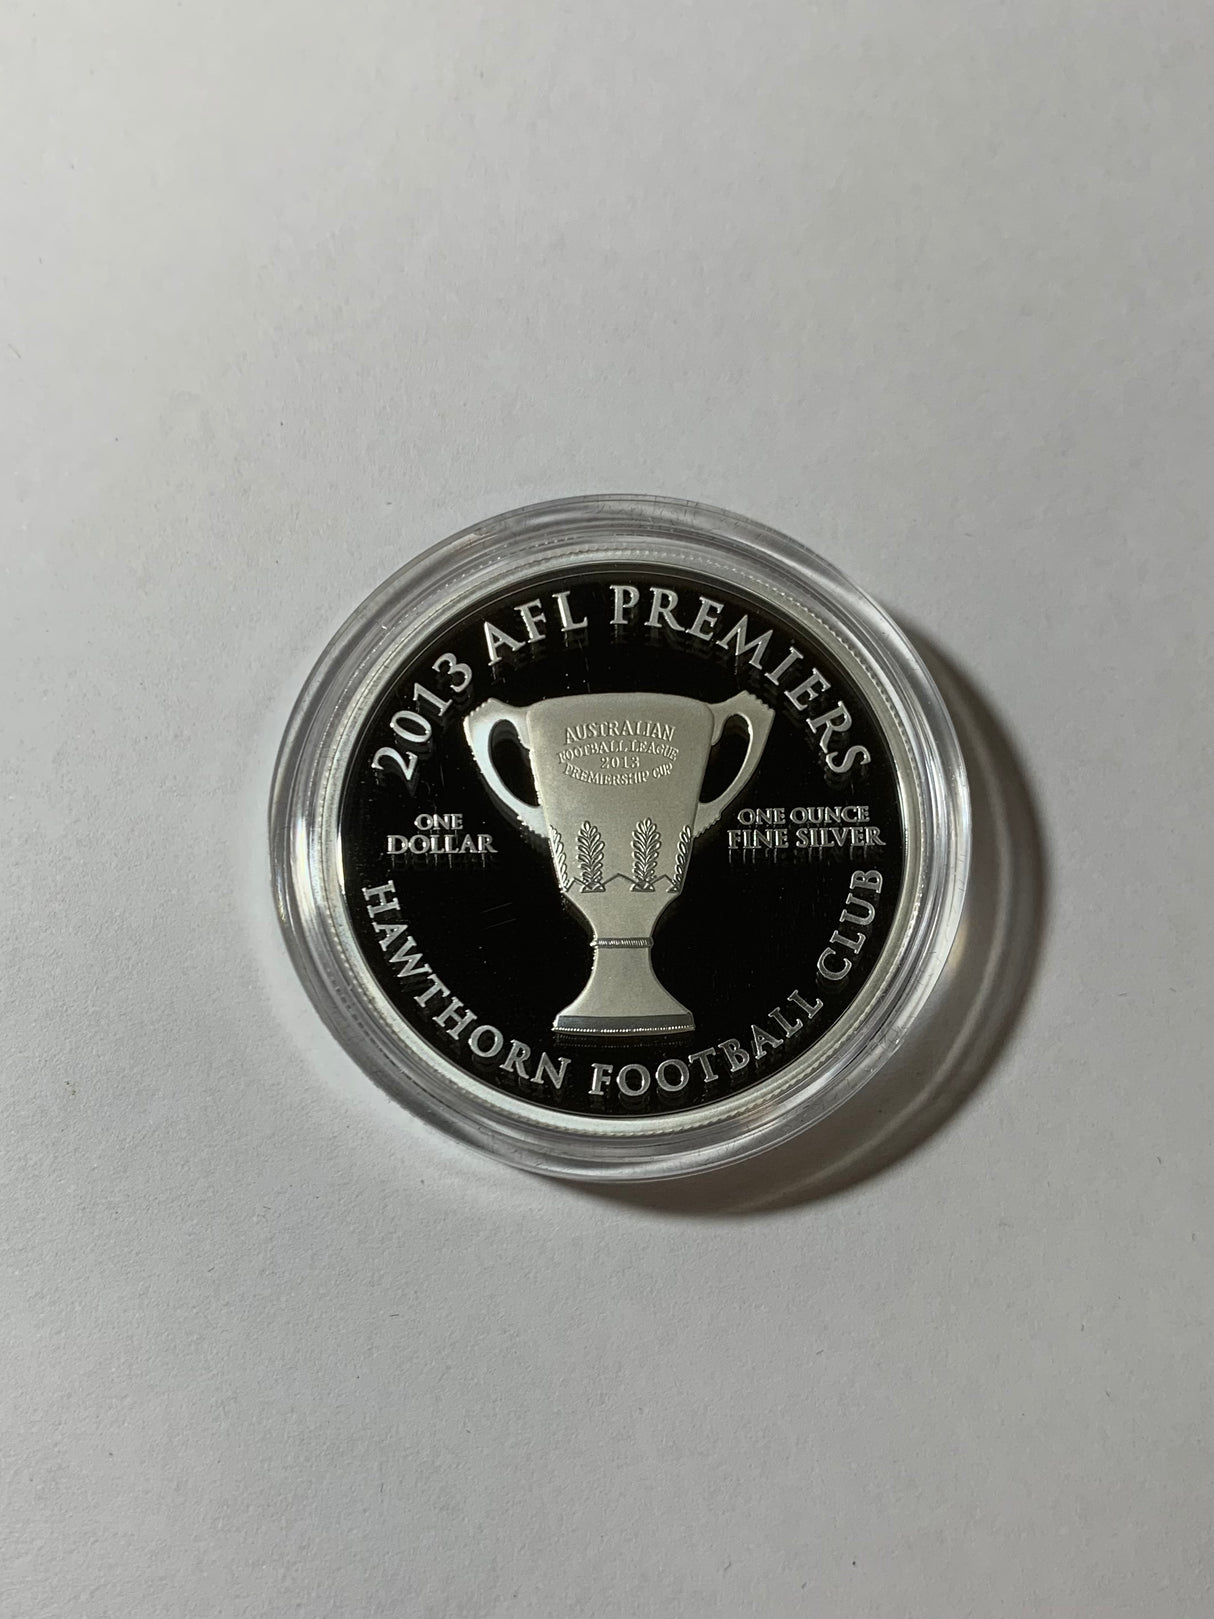 2013 AFL PREMIERS
AUSTRALIAN
FOOTBALL LEAGUE
2013
PREMIERSHIP CUP
ONE
DOLLAR
ONE OUNCE
FINE SILVER
HAWTHORN FOOTBALL CLUB